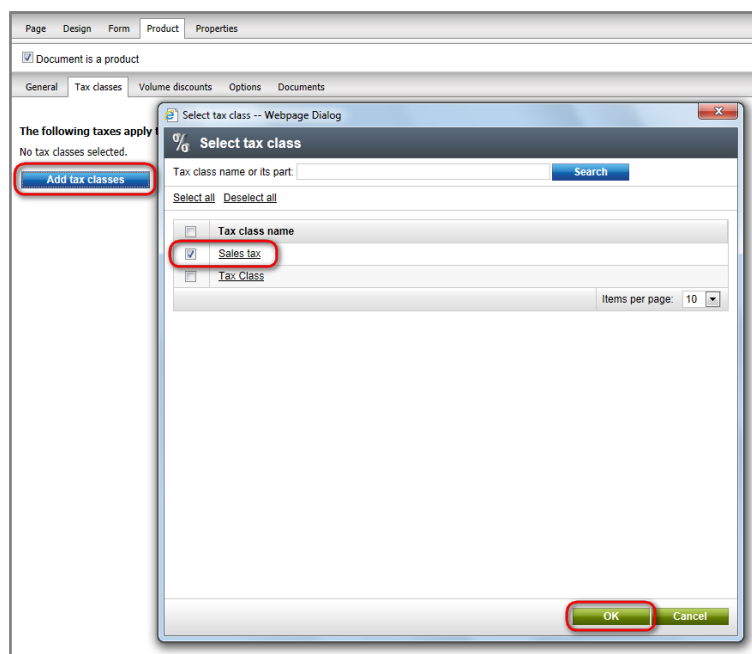 Page Design Form Product Properties
Document is a product
General Tax classes Volume discounts Options Documents
The following taxes apply
No tax classes selected.
Add tax classes
Select tax class -- Webpage Dialog
Select tax class
Tax class name or its part:
Search
Select all Deselect all
Tax class name
Sales tax
Tax Class
Items per page: 10
OK Cancel